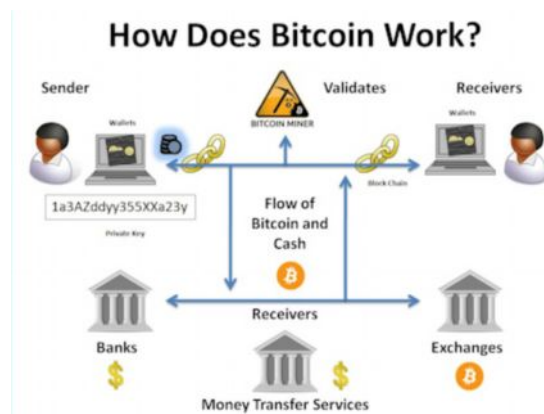 How Does Bitcoin Work?
Sender
Validates
Receivers
Wallets
BITCOIN MINER
Wallets
Block Chain
1a3AZddyy355XXa23y
Private Key
Flow of
Bitcoin and
Cash
Receivers
Banks
Exchanges
Money Transfer Services